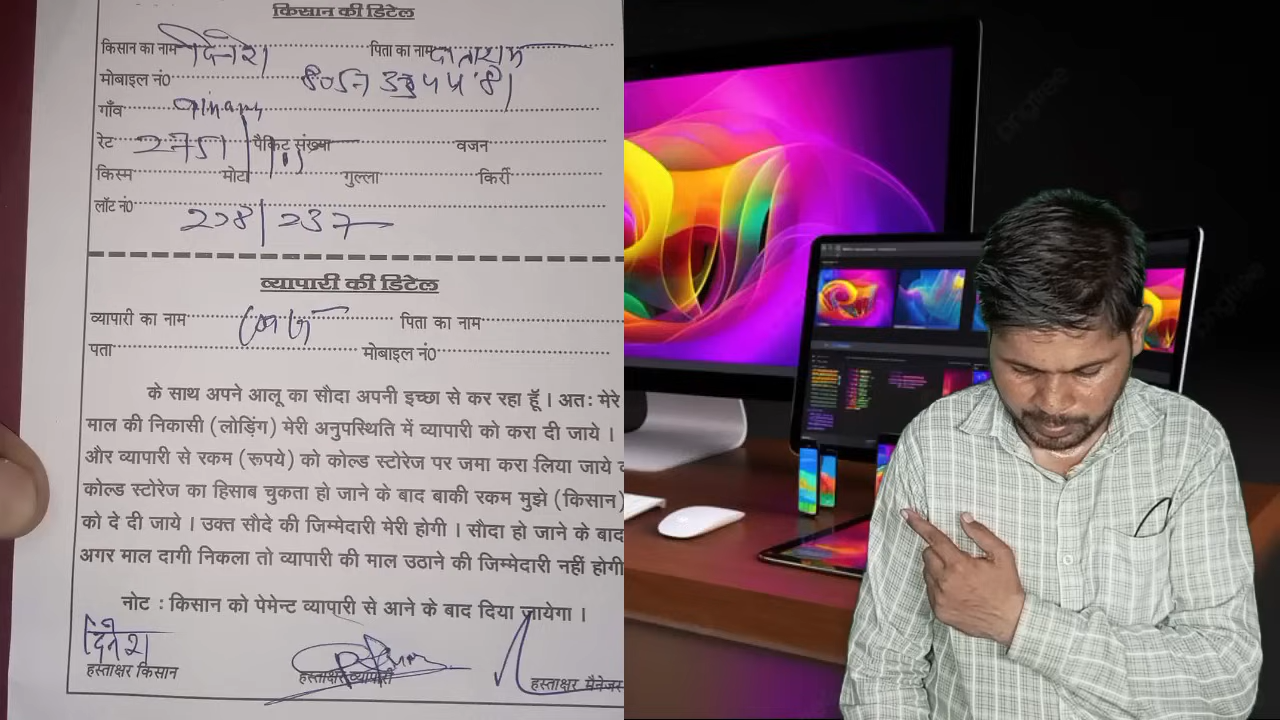 किसान की डिटेल
किसान का नाम दिनेश पिता का नाम दाताराम
मोबाइल नं0
गाँव
रेट पैकिट संख्या वजन
किस्म मोटा गुल्ला किर्री
लॉट नं0 228/237
व्यापारी की डिटेल
व्यापारी का नाम पिता का नाम
पता मोबाइल नं0
के साथ अपने आलू का सौदा अपनी इच्छा से कर रहा हूँ । अतः मेरे
माल की निकासी (लोडिंग) मेरी अनुपस्थिति में व्यापारी को करा दी जाये ।
और व्यापारी से रकम (रूपये) को कोल्ड स्टोरेज पर जमा करा लिया जाये
कोल्ड स्टोरेज का हिसाब चुकता हो जाने के बाद बाकी रकम मुझे (किसान)
को दे दी जाये । उक्त सौदे की जिम्मेदारी मेरी होगी । सौदा हो जाने के बाद
अगर माल दागी निकला तो व्यापारी की माल उठाने की जिम्मेदारी नहीं होगी
नोट : किसान को पेमेन्ट व्यापारी से आने के बाद दिया जायेगा ।
दिनेश
हस्ताक्षर किसान हस्ताक्षर व्यापारी हस्ताक्षर मैनेजर